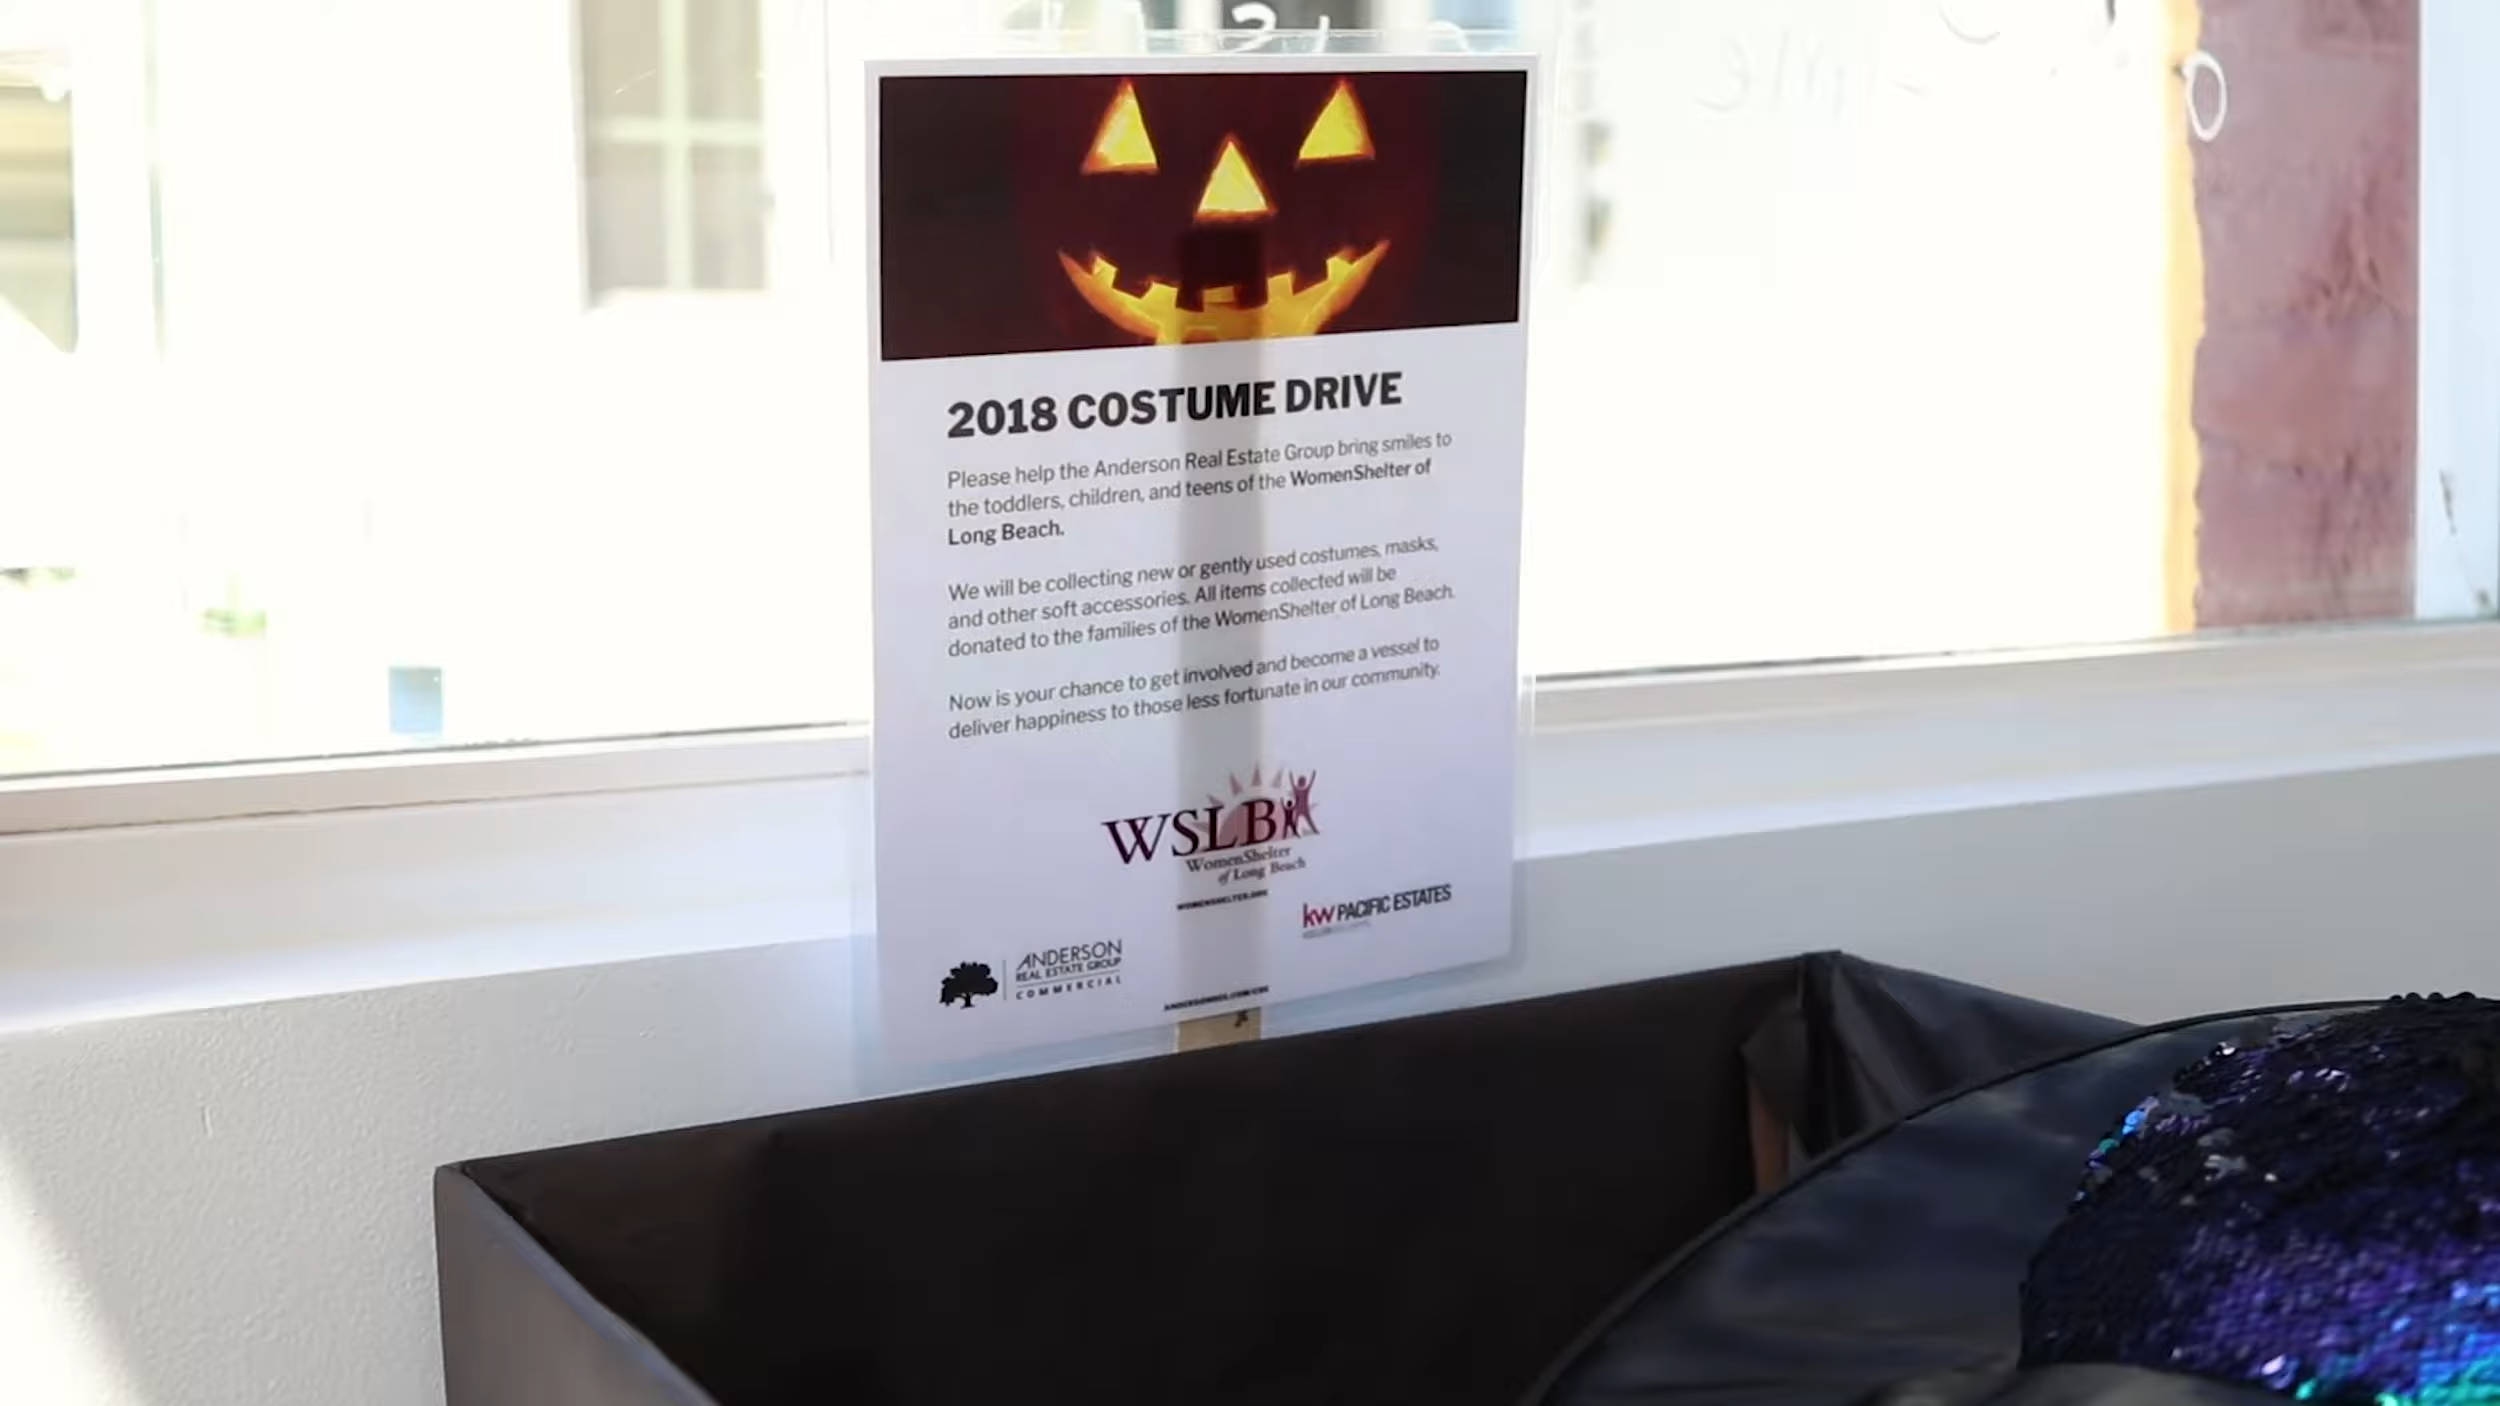 2018 COSTUME DRIVE
Please help the Anderson Real Estate Group bring smiles to
the toddlers, children, and teens of the WomenShelter of
Long Beach.
We will be collecting new or gently used costumes, masks,
and other soft accessories. All items collected will be
donated to the families of the WomenShelter of Long Beach.
Now is your chance to get involved and become a vessel to
deliver happiness to those less fortunate in our community.
WSLB
WomenShelter
of Long Beach
WOMENSHELTER.ORG
kw PACIFIC ESTATES
ANDERSON
REAL ESTATE GROUP
COMMERCIAL